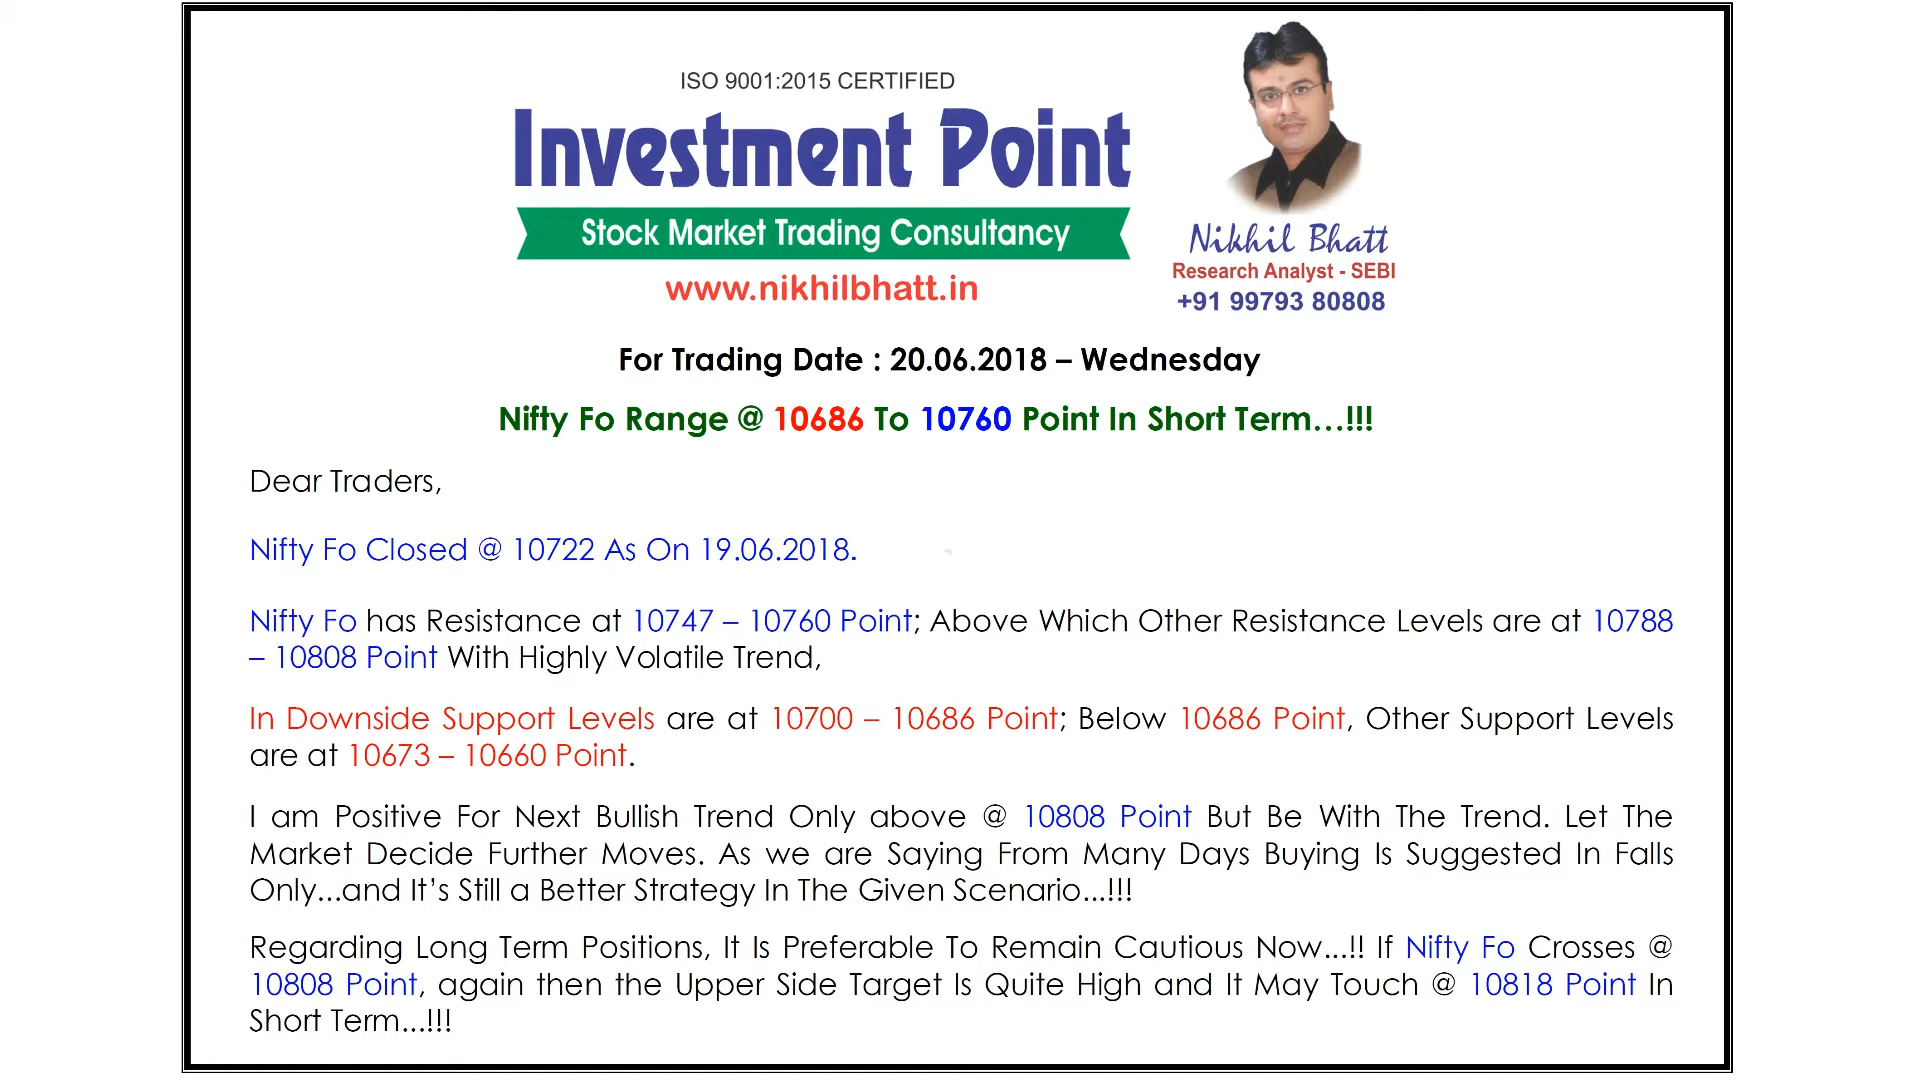 ISO 9001:2015 CERTIFIED
Investment Point
Stock Market Trading Consultancy
www.nikhilbhatt.in
Nikhil Bhatt
Research Analyst - SEBI
+91 99793 80808
For Trading Date : 20.06.2018 – Wednesday
Nifty Fo Range @ 10686 To 10760 Point In Short Term…!!!
Dear Traders,
Nifty Fo Closed @ 10722 As On 19.06.2018.
Nifty Fo has Resistance at 10747 – 10760 Point; Above Which Other Resistance Levels are at 10788
– 10808 Point With Highly Volatile Trend,
In Downside Support Levels are at 10700 – 10686 Point; Below 10686 Point, Other Support Levels
are at 10673 – 10660 Point.
I am Positive For Next Bullish Trend Only above @ 10808 Point But Be With The Trend. Let The
Market Decide Further Moves. As we are Saying From Many Days Buying Is Suggested In Falls
Only...and It’s Still a Better Strategy In The Given Scenario...!!!
Regarding Long Term Positions, It Is Preferable To Remain Cautious Now...!! If Nifty Fo Crosses @
10808 Point, again then the Upper Side Target Is Quite High and It May Touch @ 10818 Point In
Short Term...!!!